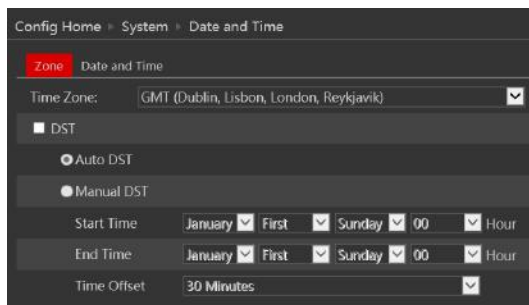 Config Home ▸ System ▸ Date and Time
Zone Date and Time
Time Zone: GMT (Dublin, Lisbon, London, Reykjavik)
DST
Auto DST
Manual DST
Start Time January First Sunday 00 Hour
End Time January First Sunday 00 Hour
Time Offset 30 Minutes